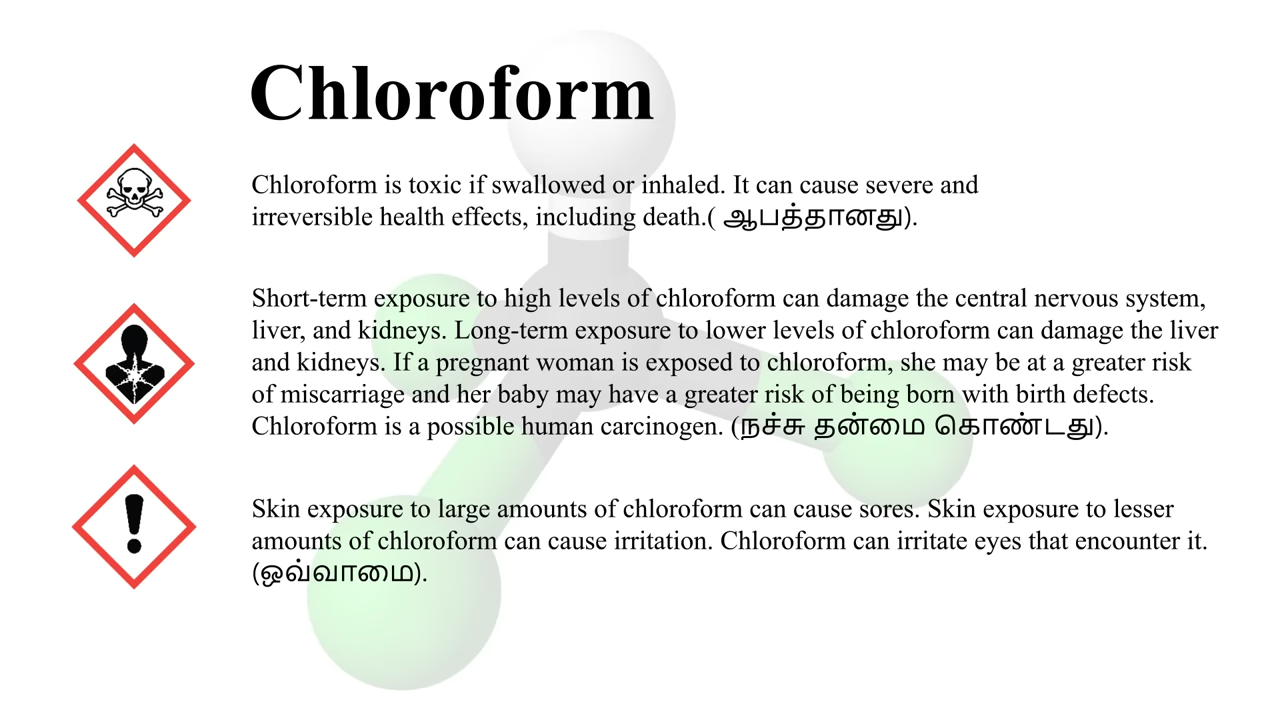 Chloroform
Chloroform is toxic if swallowed or inhaled. It can cause severe and
irreversible health effects, including death.( ஆபத்தானது).
Short-term exposure to high levels of chloroform can damage the central nervous system,
liver, and kidneys. Long-term exposure to lower levels of chloroform can damage the liver
and kidneys. If a pregnant woman is exposed to chloroform, she may be at a greater risk
of miscarriage and her baby may have a greater risk of being born with birth defects.
Chloroform is a possible human carcinogen. (நச்சு தன்மை கொண்டது).
Skin exposure to large amounts of chloroform can cause sores. Skin exposure to lesser
amounts of chloroform can cause irritation. Chloroform can irritate eyes that encounter it.
(ஒவ்வாமை).